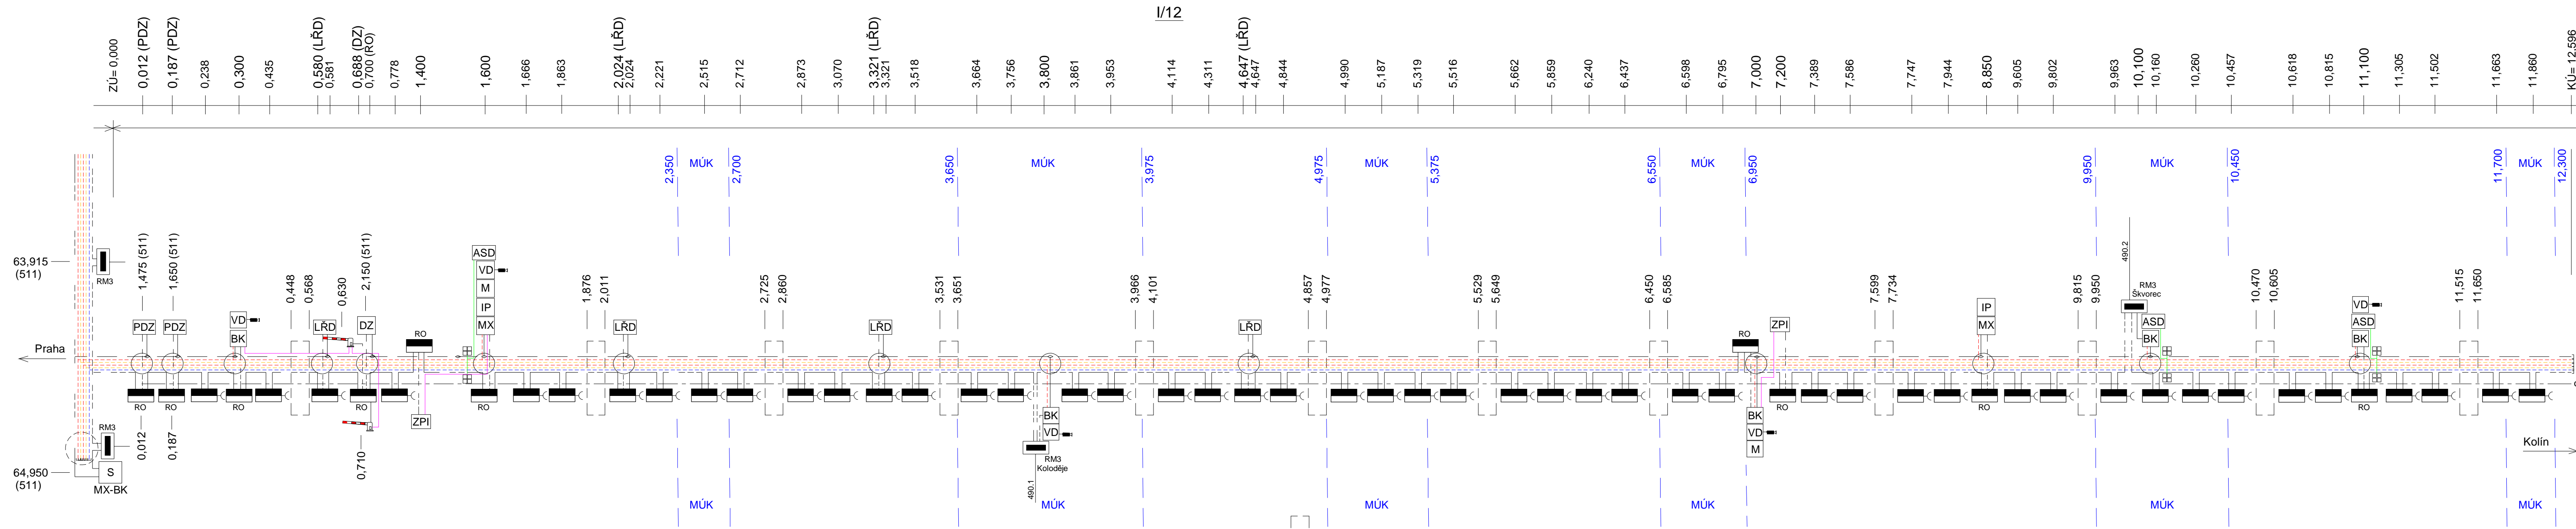 I/12
ZÚ= 0,000
0,012 (PDZ)
0,187 (PDZ)
0,238
0,300
0,435
0,580 (LŘD)
0,581
0,688 (DZ)
0,700 (RO)
0,778
1,400
1,600
1,666
1,863
2,024 (LŘD)
2,024
2,221
2,515
2,712
2,873
3,070
3,321 (LŘD)
3,321
3,518
3,664
3,756
3,800
3,861
3,953
4,114
4,311
4,647 (LŘD)
4,647
4,844
4,990
5,187
5,319
5,516
5,662
5,859
6,240
6,437
6,598
6,795
7,000
7,200
7,389
7,586
7,747
7,944
8,850
9,605
9,802
9,963
10,100
10,160
10,260
10,457
10,618
10,815
11,100
11,305
11,502
11,663
11,860
KÚ= 12,596
2,350
MÚK
2,700
3,650
MÚK
3,975
4,975
MÚK
5,375
6,550
MÚK
6,950
9,950
MÚK
10,450
11,700
MÚK
12,300
63,915
(511)
RM3
1,475 (511)
1,650 (511)
0,448
0,568
0,630
2,150 (511)
1,876
2,011
2,725
2,860
3,531
3,651
3,966
4,101
4,857
4,977
5,529
5,649
6,450
6,585
7,599
7,734
9,815
9,950
10,470
10,605
11,515
11,650
490.2
RM3
Škvorec
PDZ
PDZ
VD
BK
LŘD
DZ
RO
ASD
VD
M
IP
MX
LŘD
LŘD
LŘD
RO
ZPI
IP
MX
ASD
BK
VD
ASD
BK
Praha
RO
RO
RO
RO
RO
RO
RO
RO
ZPI
BK
VD
BK
VD
M
RM3
Koloděje
490.1
0,012
0,187
0,710
RM3
S
MX-BK
64,950
(511)
Kolín
MÚK
MÚK
MÚK
MÚK
MÚK
MÚK